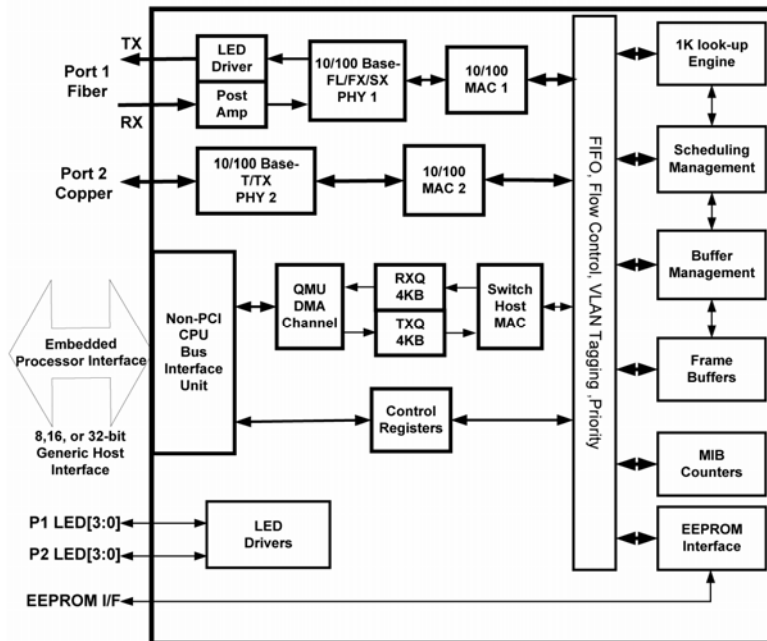 TX
Port 1
Fiber
RX
LED
Driver
Post
Amp
10/100 Base-
FL/FX/SX
PHY 1
10/100
MAC 1
Port 2
Copper
10/100 Base-
T/TX
PHY 2
10/100
MAC 2
Embedded
Processor Interface
8,16, or 32-bit
Generic Host
Interface
Non-PCI
CPU
Bus
Interface
Unit
QMU
DMA
Channel
RXQ
4KB
TXQ
4KB
Switch
Host
MAC
Control
Registers
P1 LED[3:0]
P2 LED[3:0]
LED
Drivers
EEPROM I/F
FIFO, Flow Control, VLAN Tagging ,Priority
1K look-up
Engine
Scheduling
Management
Buffer
Management
Frame
Buffers
MIB
Counters
EEPROM
Interface